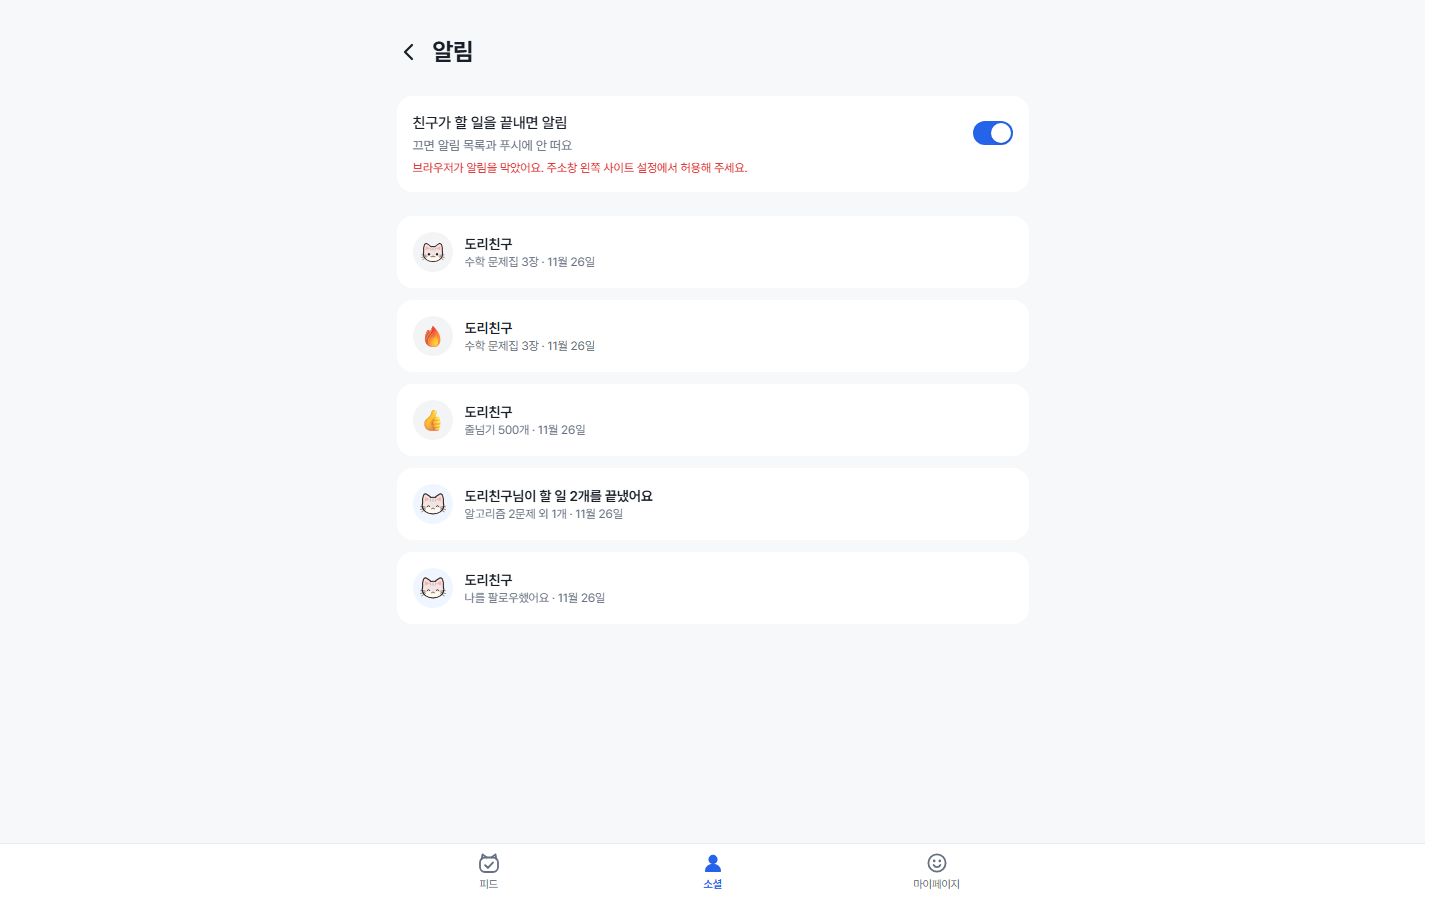 알림
친구가 할 일을 끝내면 알림
끄면 알림 목록과 푸시에 안 떠요
브라우저가 알림을 막았어요. 주소창 왼쪽 사이트 설정에서 허용해 주세요.
도리친구
수학 문제집 3장 · 11월 26일
도리친구
수학 문제집 3장 · 11월 26일
도리친구
줄넘기 500개 · 11월 26일
도리친구님이 할 일 2개를 끝냈어요
알고리즘 2문제 외 1개 · 11월 26일
도리친구
나를 팔로우했어요 · 11월 26일
피드
소셜
마이페이지